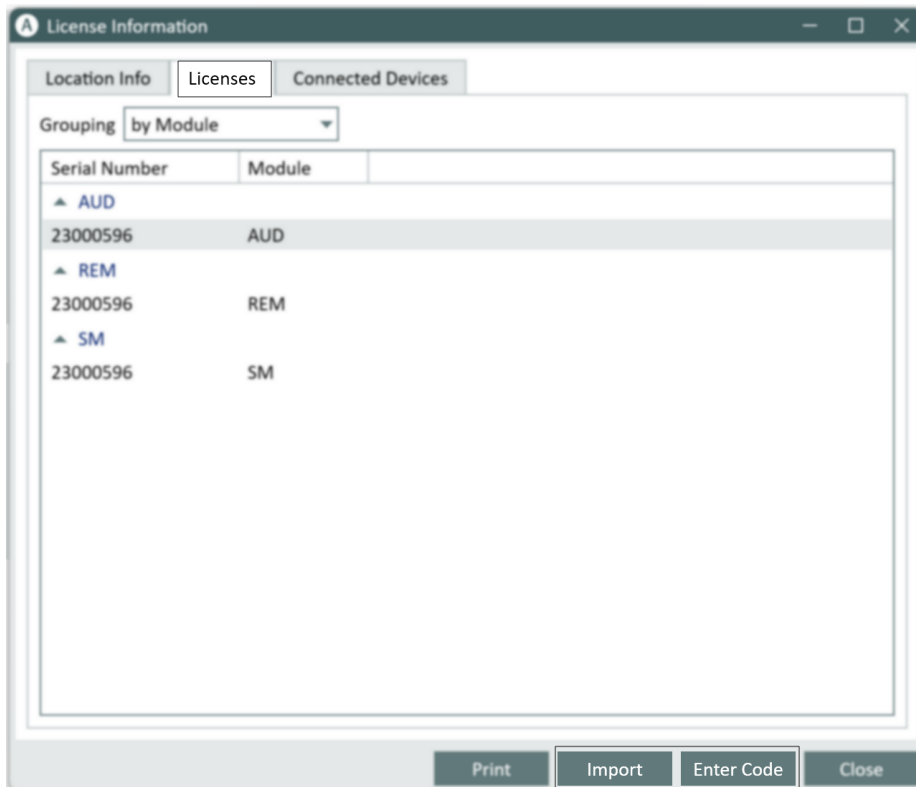 A License Information
Location Info Licenses Connected Devices
Grouping by Module
Serial Number Module
AUD
23000596 AUD
REM
23000596 REM
SM
23000596 SM
Print Import Enter Code Close